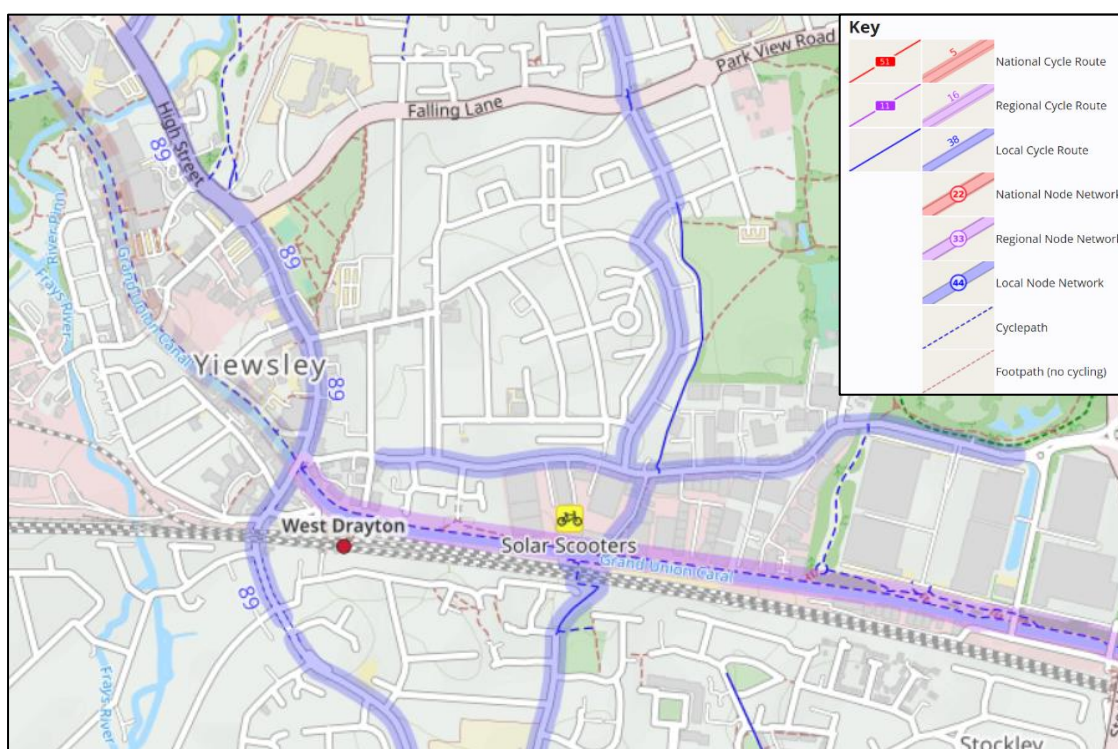 Key
51
5
National Cycle Route
11
16
Regional Cycle Route
38
Local Cycle Route
22
National Node Network
33
Regional Node Network
44
Local Node Network
Cyclepath
Footpath (no cycling)
Park View Road
Falling Lane
High Street
89
89
River Pinn
Frays River
Grand Union Canal
Yiewsley
89
West Drayton
Solar Scooters
Grand Union Canal
89
Frays River
Stockley